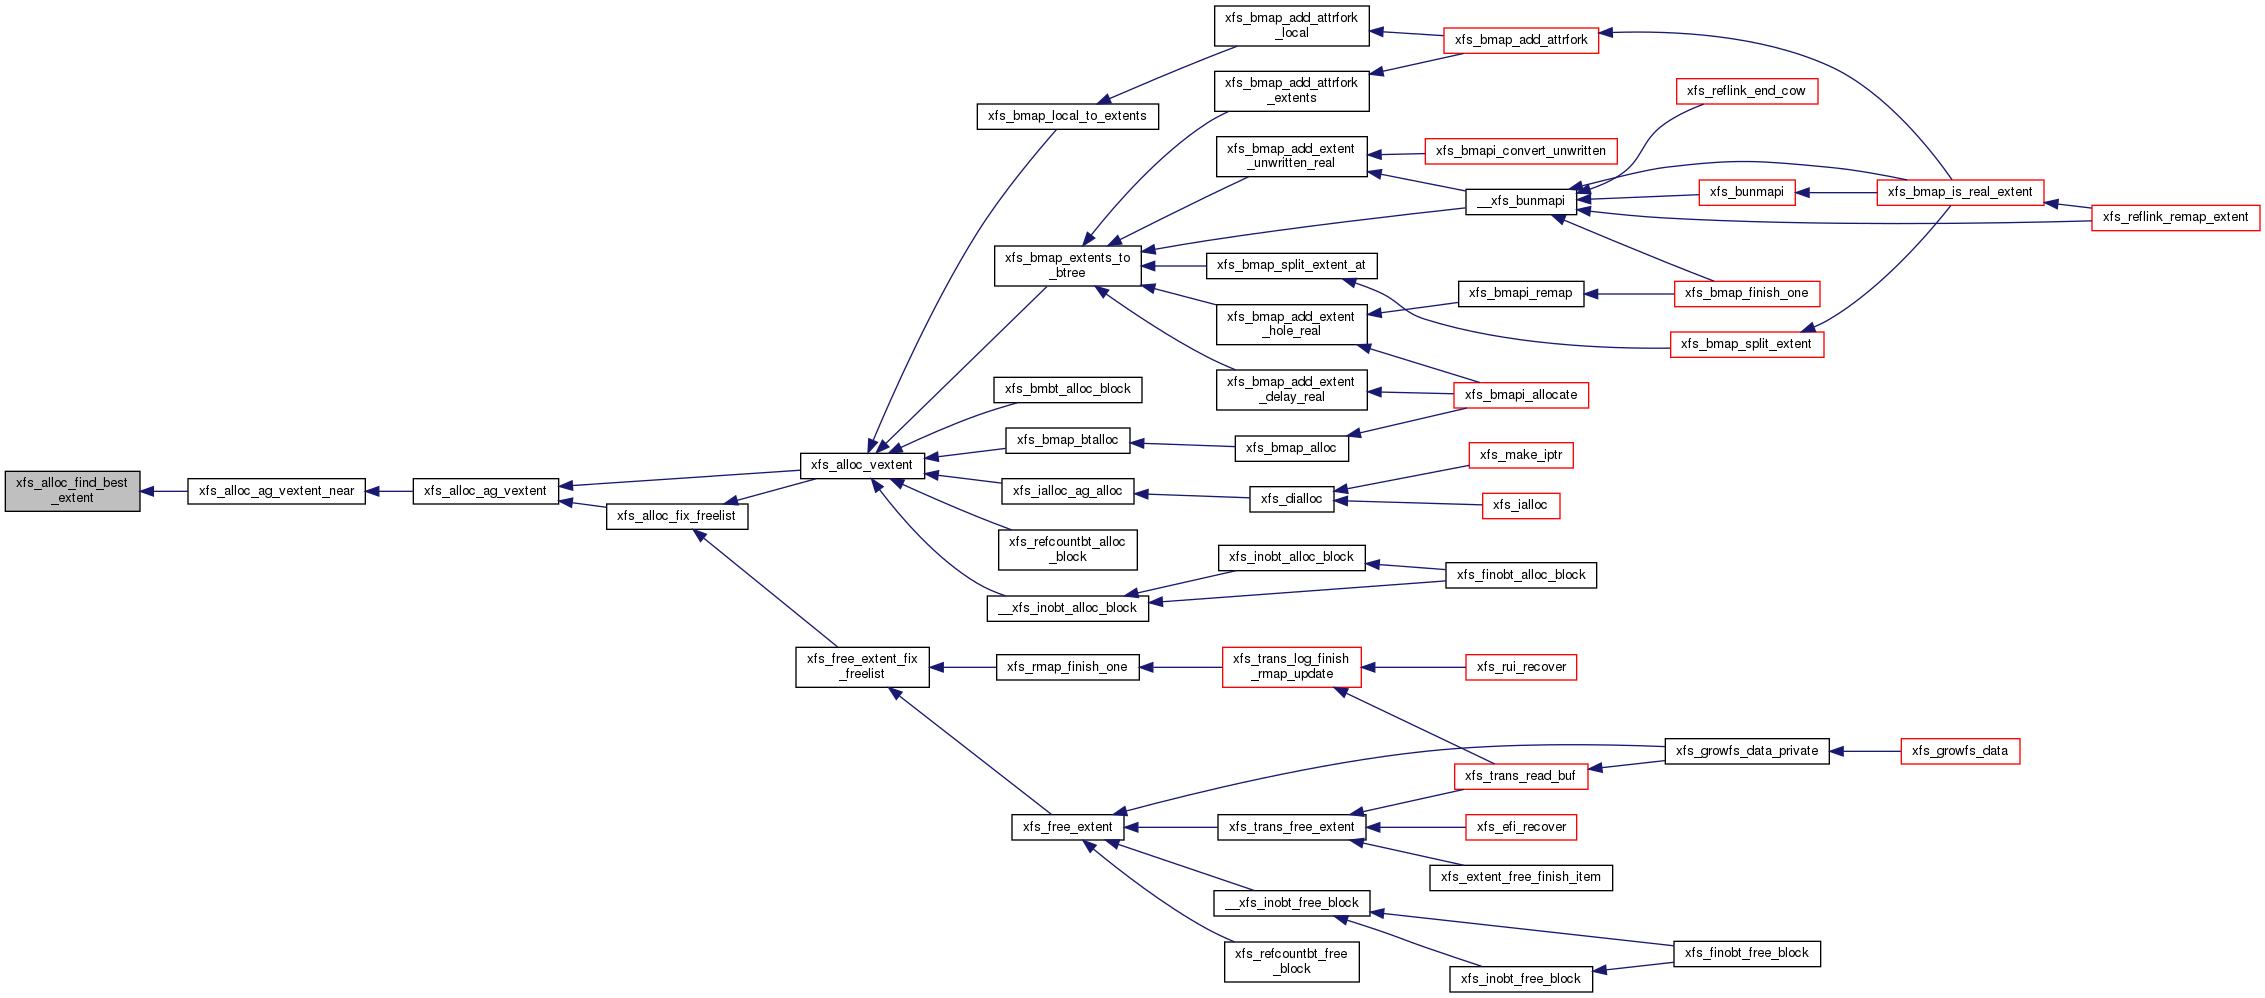 xfs_alloc_find_best
_extent
xfs_alloc_ag_vextent_near
xfs_alloc_ag_vextent
xfs_alloc_fix_freelist
xfs_alloc_vextent
xfs_free_extent_fix
_freelist
xfs_bmap_local_to_extents
xfs_bmap_extents_to
_btree
xfs_bmbt_alloc_block
xfs_bmap_btalloc
xfs_ialloc_ag_alloc
xfs_refcountbt_alloc
_block
__xfs_inobt_alloc_block
xfs_rmap_finish_one
xfs_free_extent
xfs_bmap_add_attrfork
_local
xfs_bmap_add_attrfork
_extents
xfs_bmap_add_extent
_unwritten_real
xfs_bmap_split_extent_at
xfs_bmap_add_extent
_hole_real
xfs_bmap_add_extent
_delay_real
xfs_bmap_alloc
xfs_dialloc
xfs_inobt_alloc_block
xfs_trans_log_finish
_rmap_update
xfs_trans_free_extent
__xfs_inobt_free_block
xfs_refcountbt_free
_block
xfs_bmap_add_attrfork
xfs_bmapi_convert_unwritten
__xfs_bunmapi
xfs_bmapi_remap
xfs_bmapi_allocate
xfs_make_iptr
xfs_ialloc
xfs_finobt_alloc_block
xfs_rui_recover
xfs_trans_read_buf
xfs_efi_recover
xfs_extent_free_finish_item
xfs_inobt_free_block
xfs_reflink_end_cow
xfs_bunmapi
xfs_bmap_finish_one
xfs_bmap_split_extent
xfs_growfs_data_private
xfs_finobt_free_block
xfs_bmap_is_real_extent
xfs_growfs_data
xfs_reflink_remap_extent